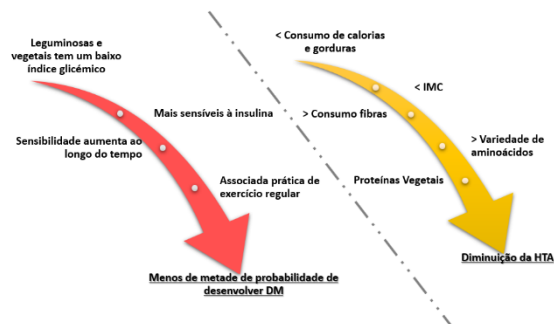 Leguminosas e
vegetais tem um baixo
índice glicémico
Mais sensíveis à insulina
Sensibilidade aumenta ao
longo do tempo
Associada prática de
exercício regular
Menos de metade de probabilidade de
desenvolver DM
< Consumo de calorias
e gorduras
< IMC
> Consumo fibras
> Variedade de
aminoácidos
Proteínas Vegetais
Diminuição da HTA